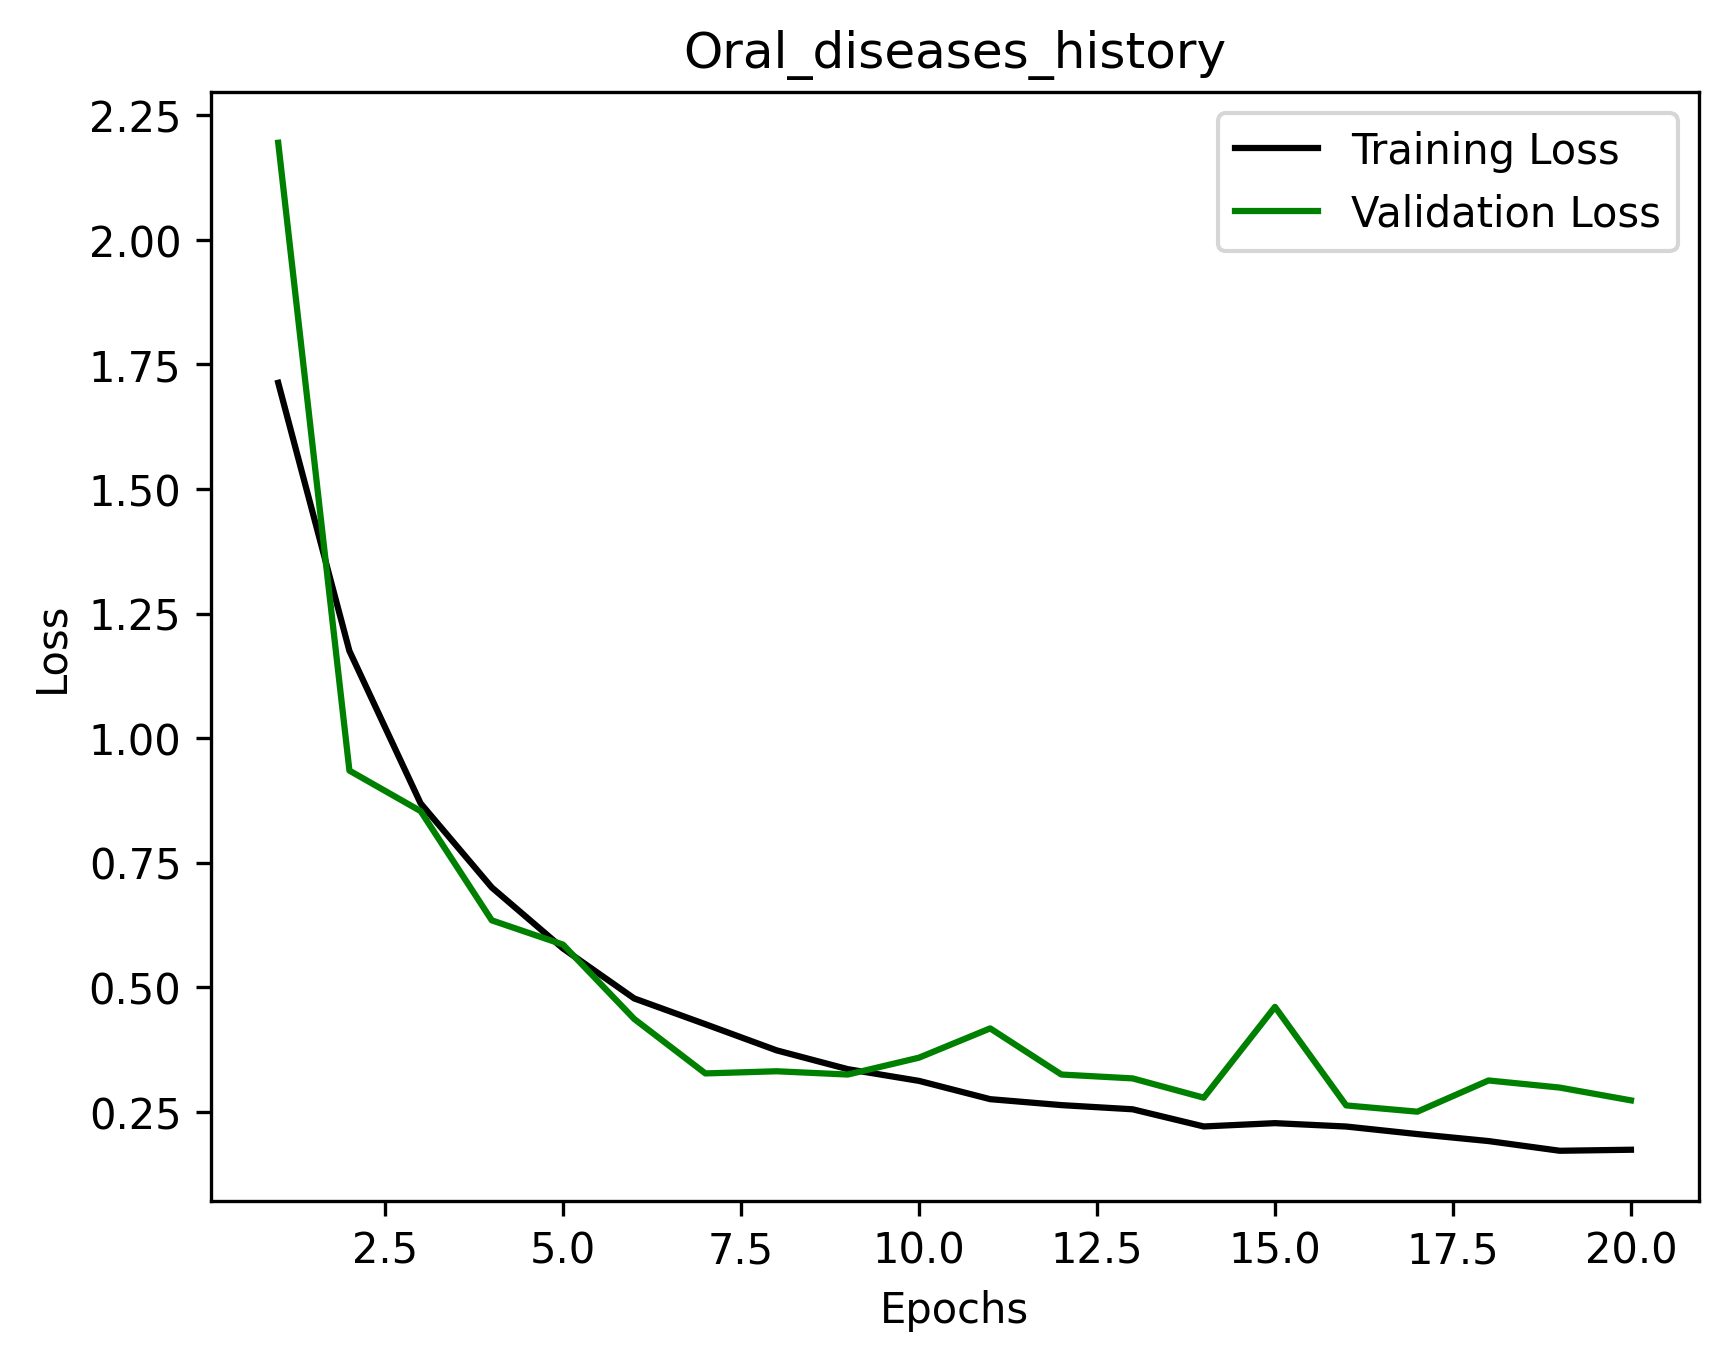 Oral_diseases_history
Training Loss
Validation Loss
2.25
2.00
1.75
1.50
1.25
1.00
0.75
0.50
0.25
Loss
2.5 5.0 7.5 10.0 12.5 15.0 17.5 20.0
Epochs